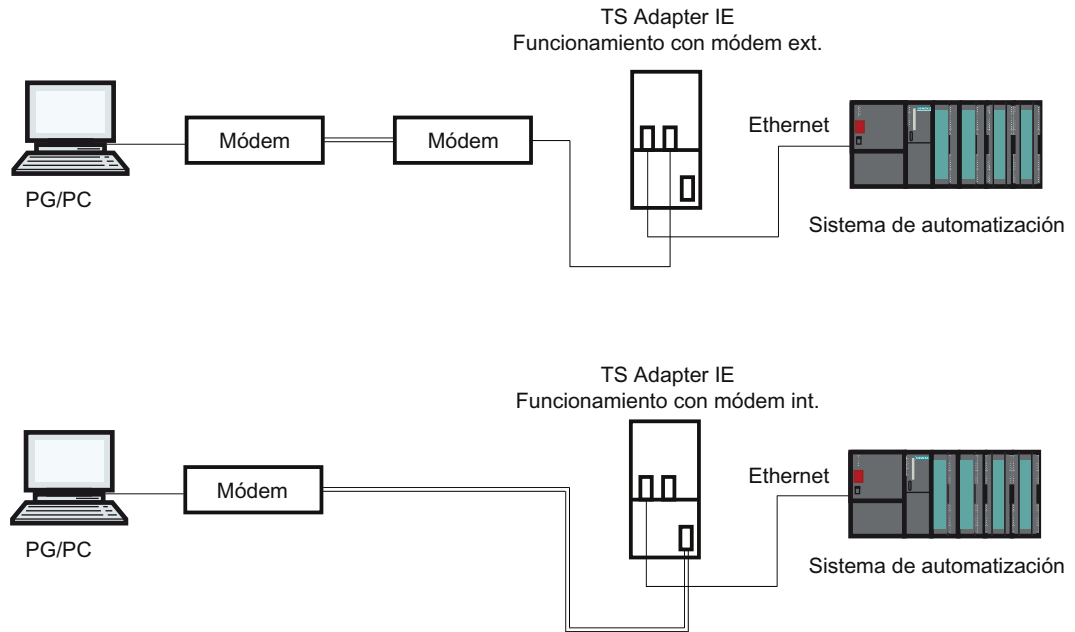 TS Adapter IE
Funcionamiento con módem ext.
Módem
Módem
Ethernet
PG/PC
Sistema de automatización
TS Adapter IE
Funcionamiento con módem int.
Módem
Ethernet
PG/PC
Sistema de automatización